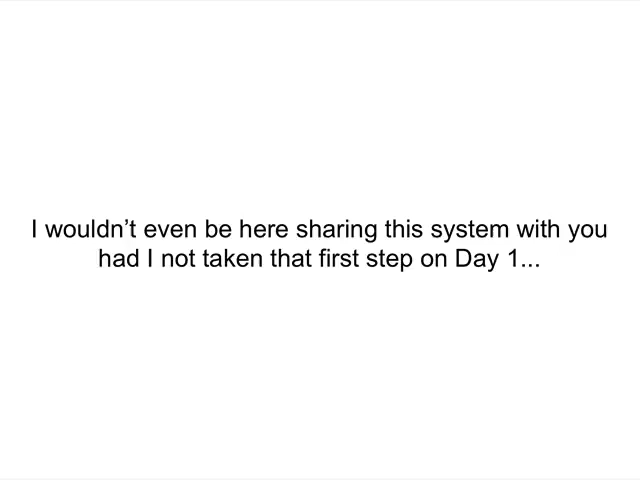 I wouldn’t even be here sharing this system with you
had I not taken that first step on Day 1...